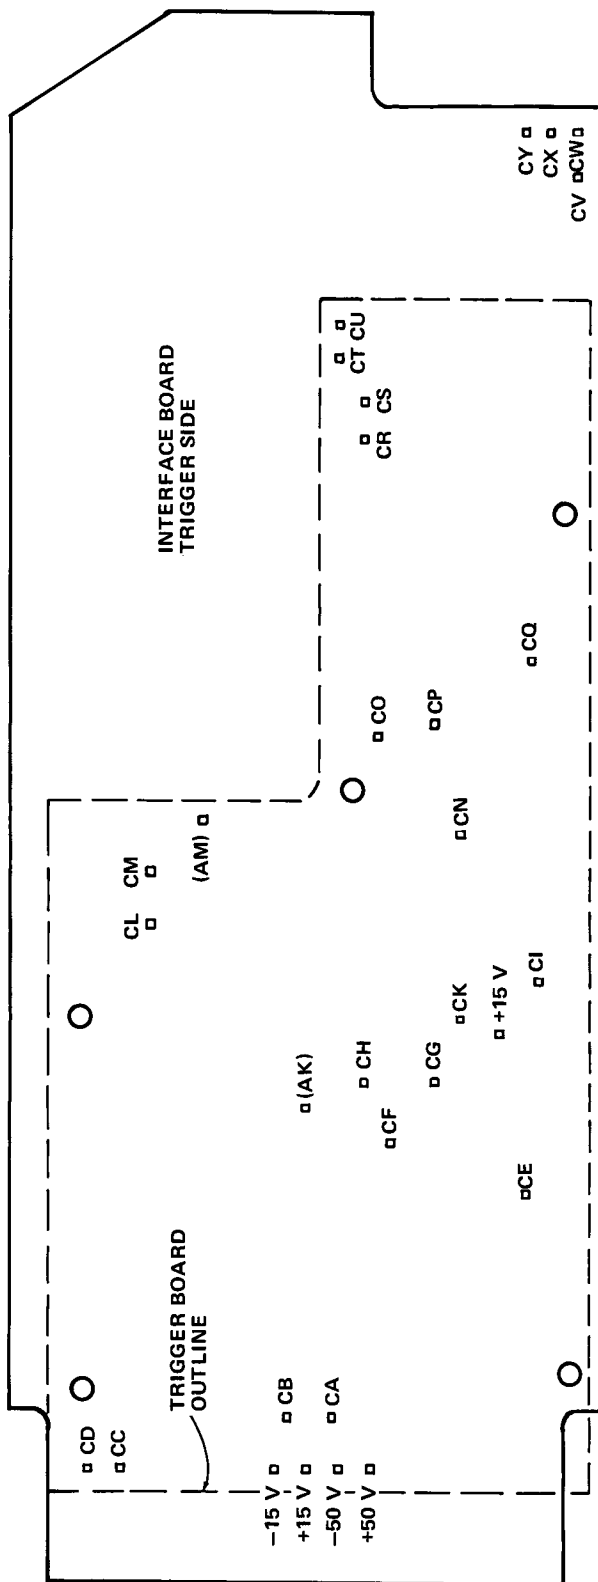 CY
CX
CW
CV
CU
CT
CS
CR
INTERFACE BOARD
TRIGGER SIDE
CQ
CO
CP
CN
(AM)
CM
CL
CI
+15 V
CK
CH
CG
(AK)
CF
CE
TRIGGER BOARD
OUTLINE
CB
CA
CD
CC
−15 V
+15 V
−50 V
+50 V